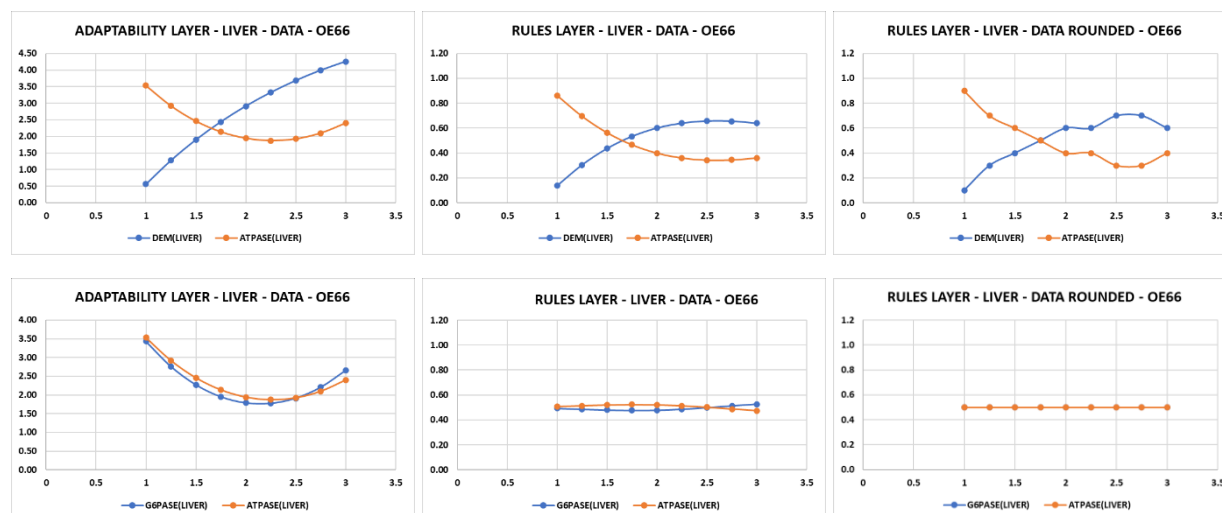 ADAPTABILITY LAYER - LIVER - DATA - OE66
4.50
4.00
3.50
3.00
2.50
2.00
1.50
1.00
0.50
0.00
0 0.5 1 1.5 2 2.5 3 3.5
DEM(LIVER) ATPASE(LIVER)
RULES LAYER - LIVER - DATA - OE66
1.20
1.00
0.80
0.60
0.40
0.20
0.00
0 0.5 1 1.5 2 2.5 3 3.5
DEM(LIVER) ATPASE(LIVER)
RULES LAYER - LIVER - DATA ROUNDED - OE66
1.2
1.0
0.8
0.6
0.4
0.2
0.0
0 0.5 1 1.5 2 2.5 3 3.5
DEM(LIVER) ATPASE(LIVER)
ADAPTABILITY LAYER - LIVER - DATA - OE66
4.00
3.50
3.00
2.50
2.00
1.50
1.00
0.50
0.00
0 0.5 1 1.5 2 2.5 3 3.5
G6PASE(LIVER) ATPASE(LIVER)
RULES LAYER - LIVER - DATA - OE66
1.20
1.00
0.80
0.60
0.40
0.20
0.00
0 0.5 1 1.5 2 2.5 3 3.5
G6PASE(LIVER) ATPASE(LIVER)
RULES LAYER - LIVER - DATA ROUNDED - OE66
1.2
1.0
0.8
0.6
0.4
0.2
0.0
0 0.5 1 1.5 2 2.5 3 3.5
G6PASE(LIVER) ATPASE(LIVER)